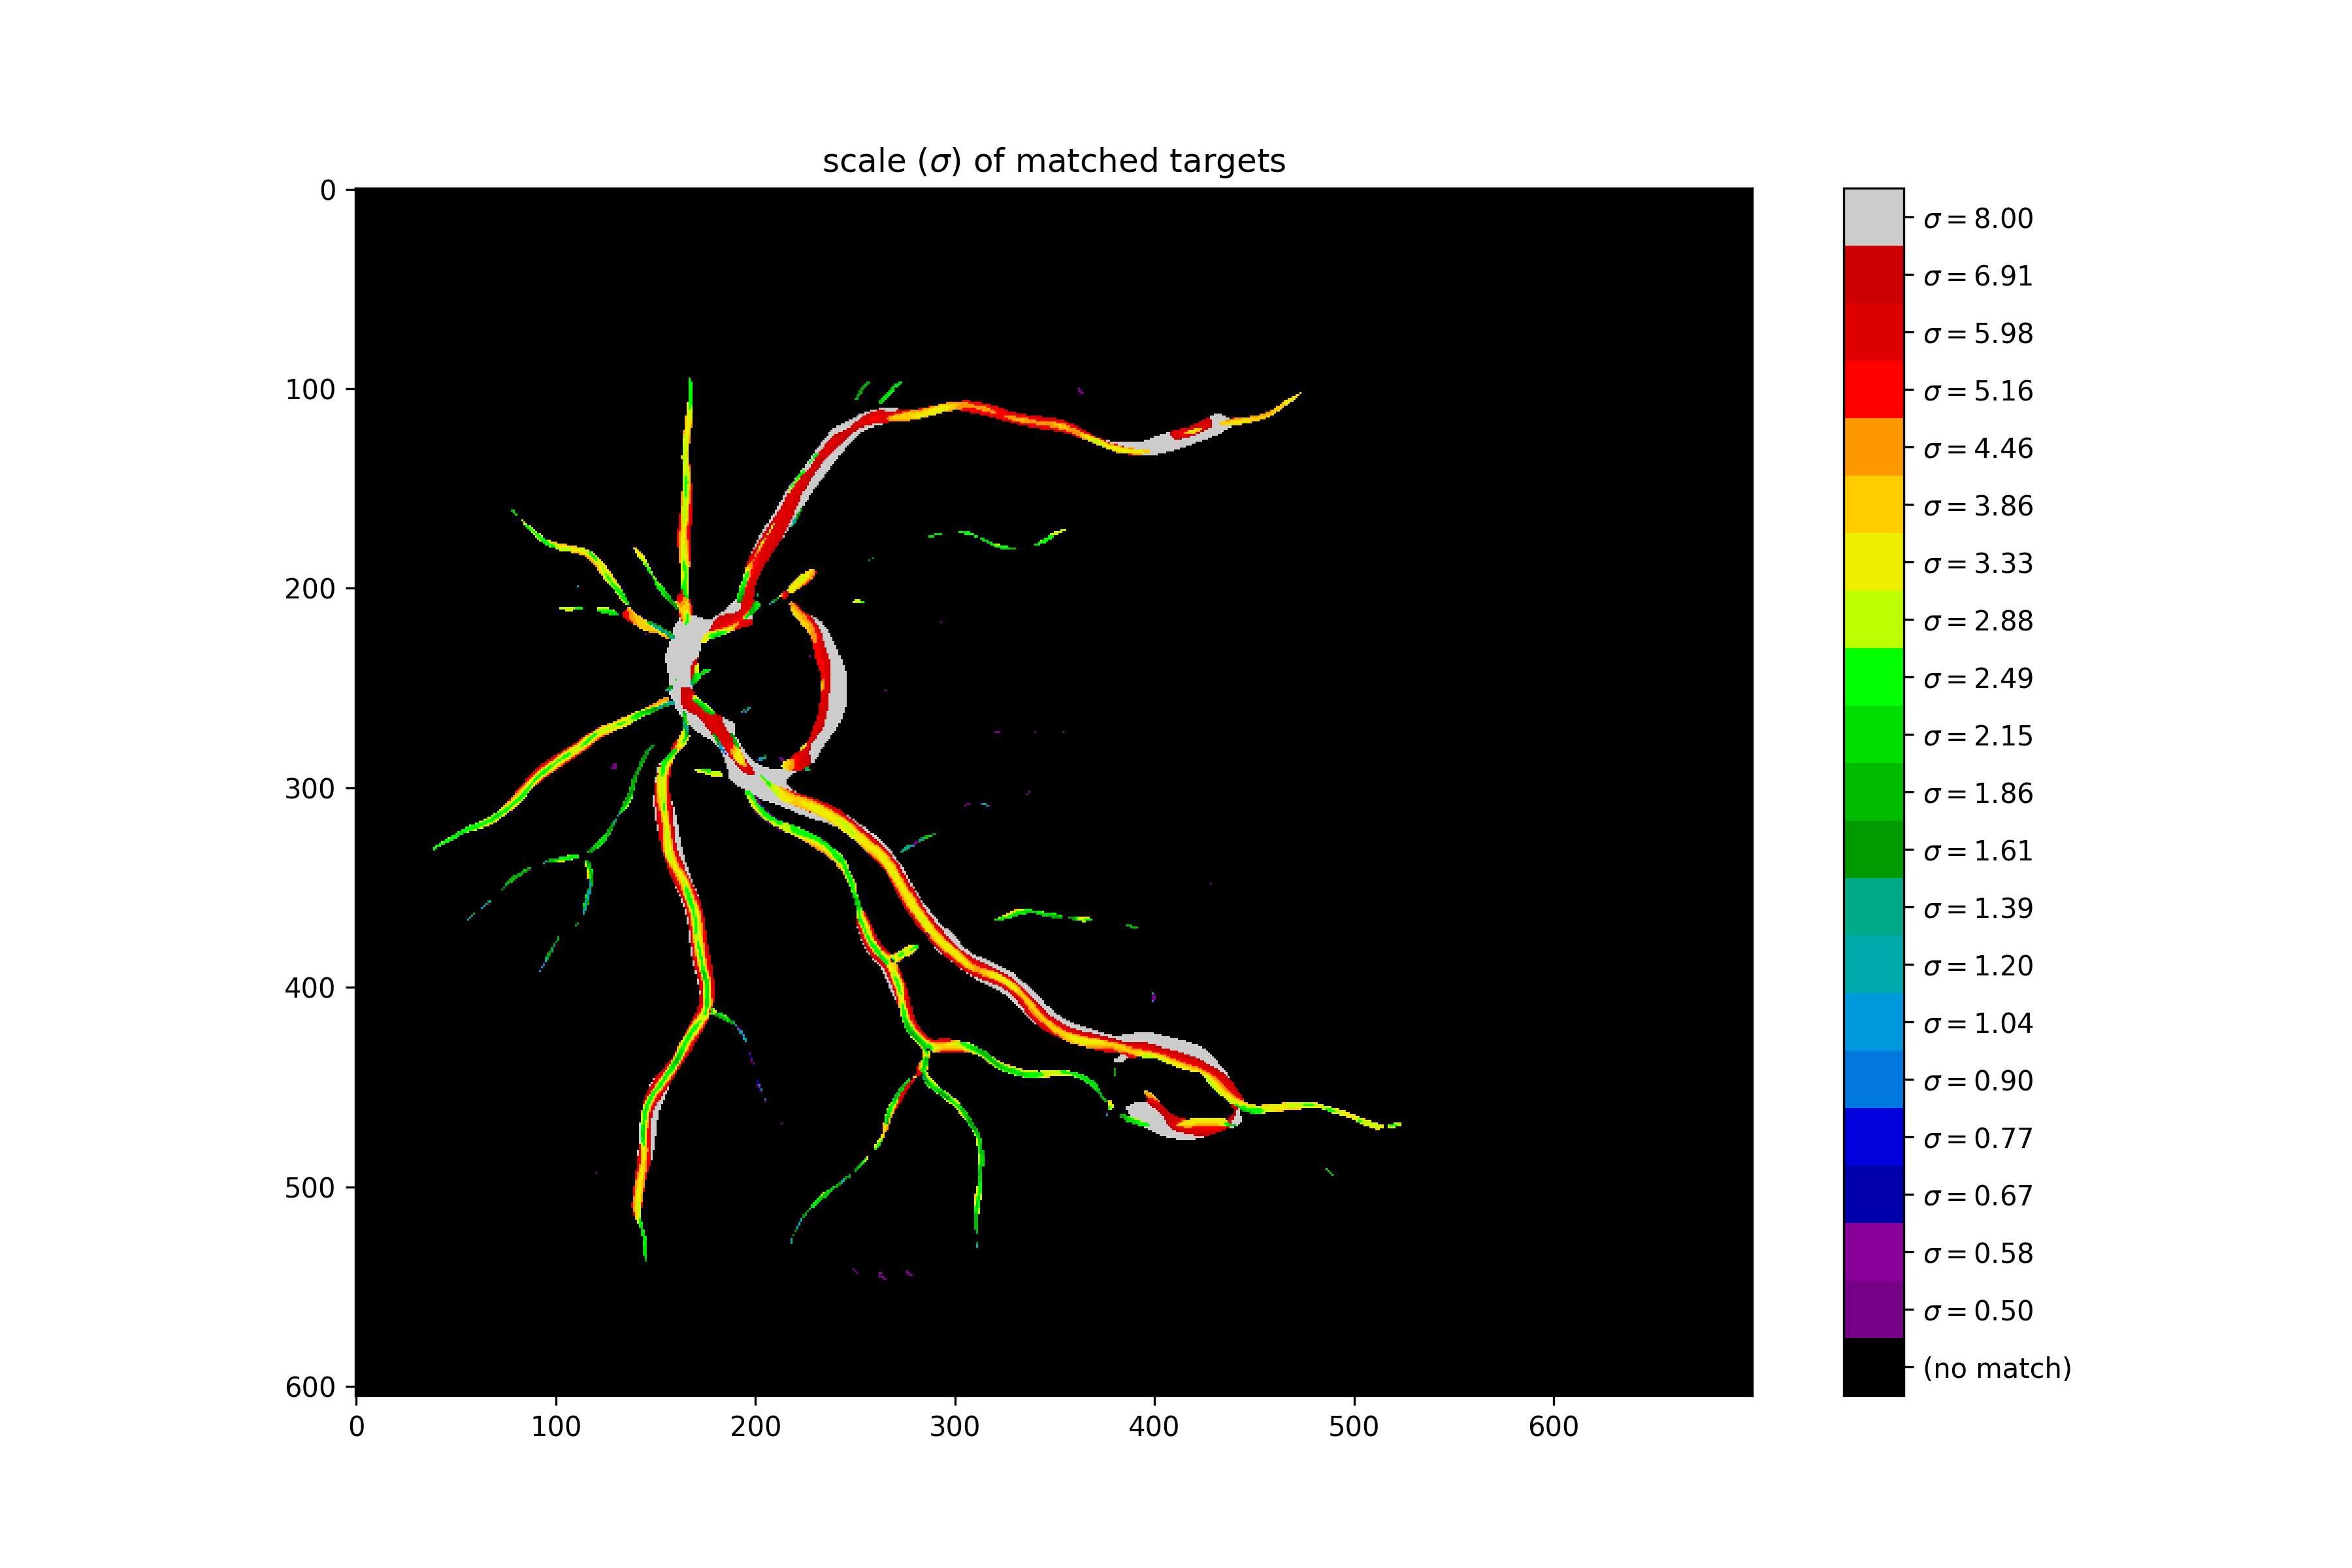 scale (σ) of matched targets
0
100
200
300
400
500
600
0 100 200 300 400 500 600
σ = 8.00
σ = 6.91
σ = 5.98
σ = 5.16
σ = 4.46
σ = 3.86
σ = 3.33
σ = 2.88
σ = 2.49
σ = 2.15
σ = 1.86
σ = 1.61
σ = 1.39
σ = 1.20
σ = 1.04
σ = 0.90
σ = 0.77
σ = 0.67
σ = 0.58
σ = 0.50
(no match)